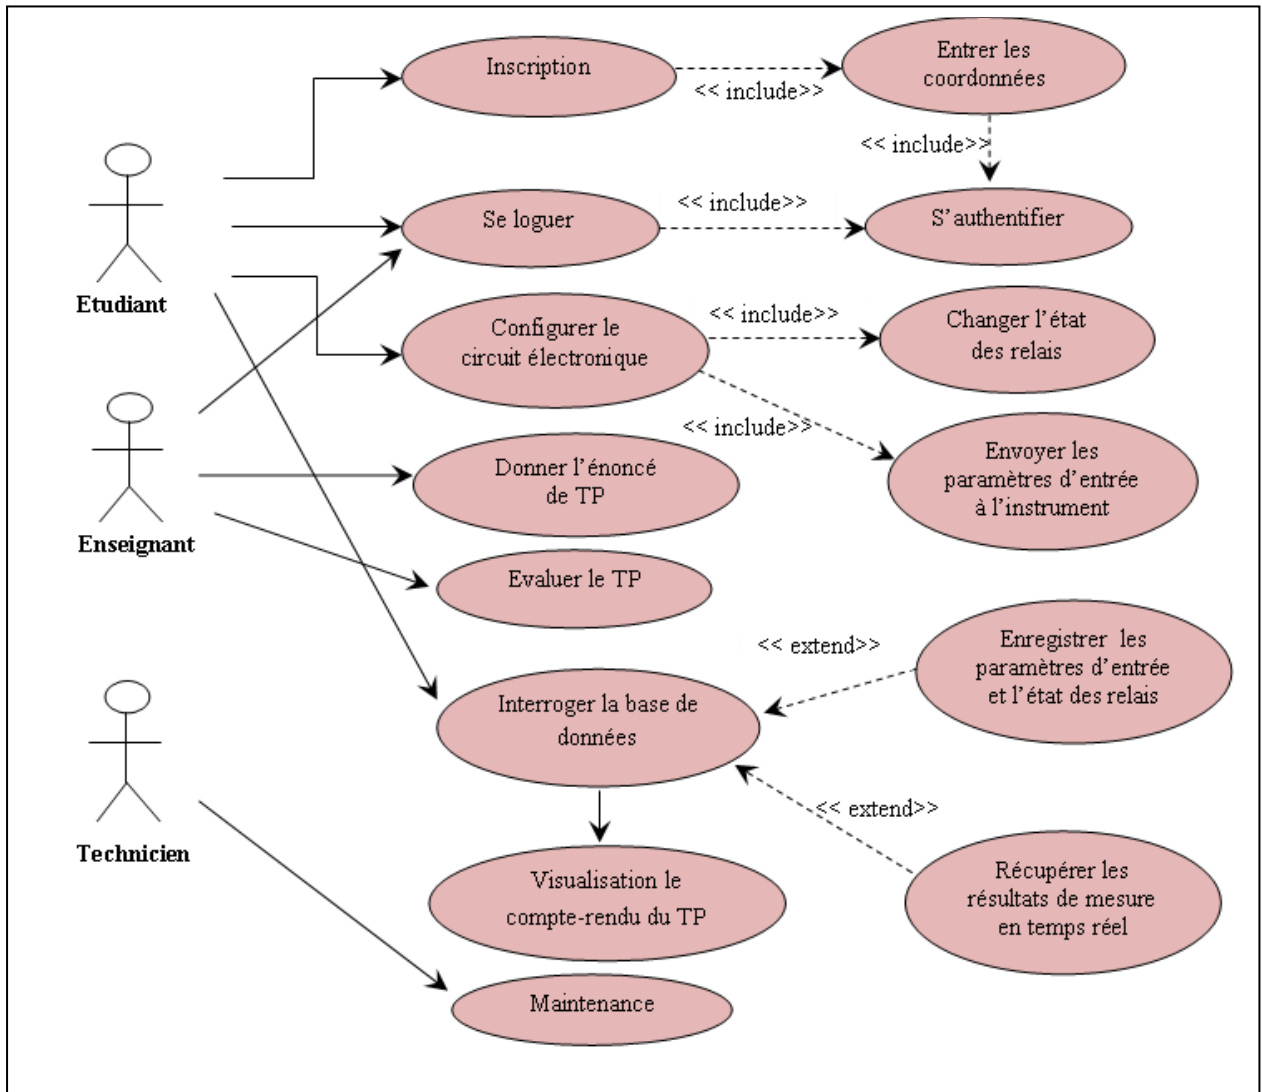 Inscription
<< include>>
Entrer les
coordonnées
<< include>>
Etudiant
Se loguer
<< include>>
S'authentifier
Configurer le
circuit électronique
<< include>>
Changer l'état
des relais
<< include>>
Envoyer les
paramètres d'entrée
à l'instrument
Enseignant
Donner l'énoncé
de TP
Evaluer le TP
<< extend>>
Enregistrer les
paramètres d'entrée
et l'état des relais
Interroger la base de
données
Technicien
<< extend>>
Visualisation le
compte-rendu du TP
Récupérer les
résultats de mesure
en temps réel
Maintenance